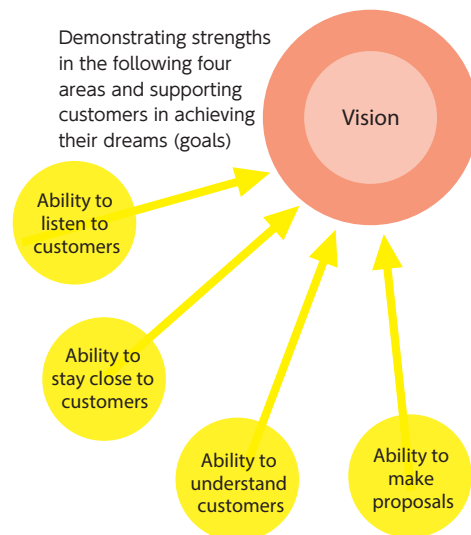 Demonstrating strengths
in the following four
areas and supporting
customers in achieving
their dreams (goals)
Vision
Ability to
listen to
customers
Ability to
stay close to
customers
Ability to
understand
customers
Ability to
make
proposals